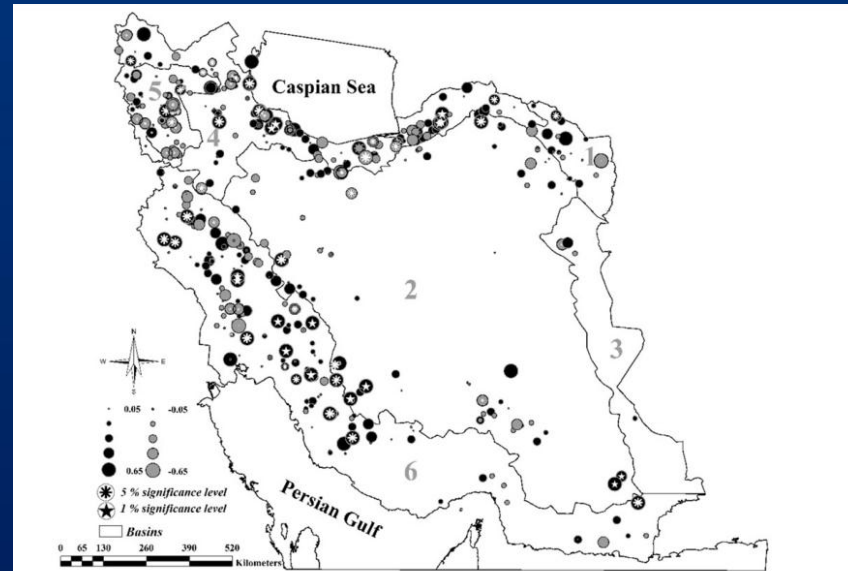 Caspian Sea
5
4
1
2
3
N
W E
S
0.05 -0.05
6
0.65 -0.65
5 % significance level
1 % significance level
Persian Gulf
Basins
0 65 130 260 390 520
Kilometers